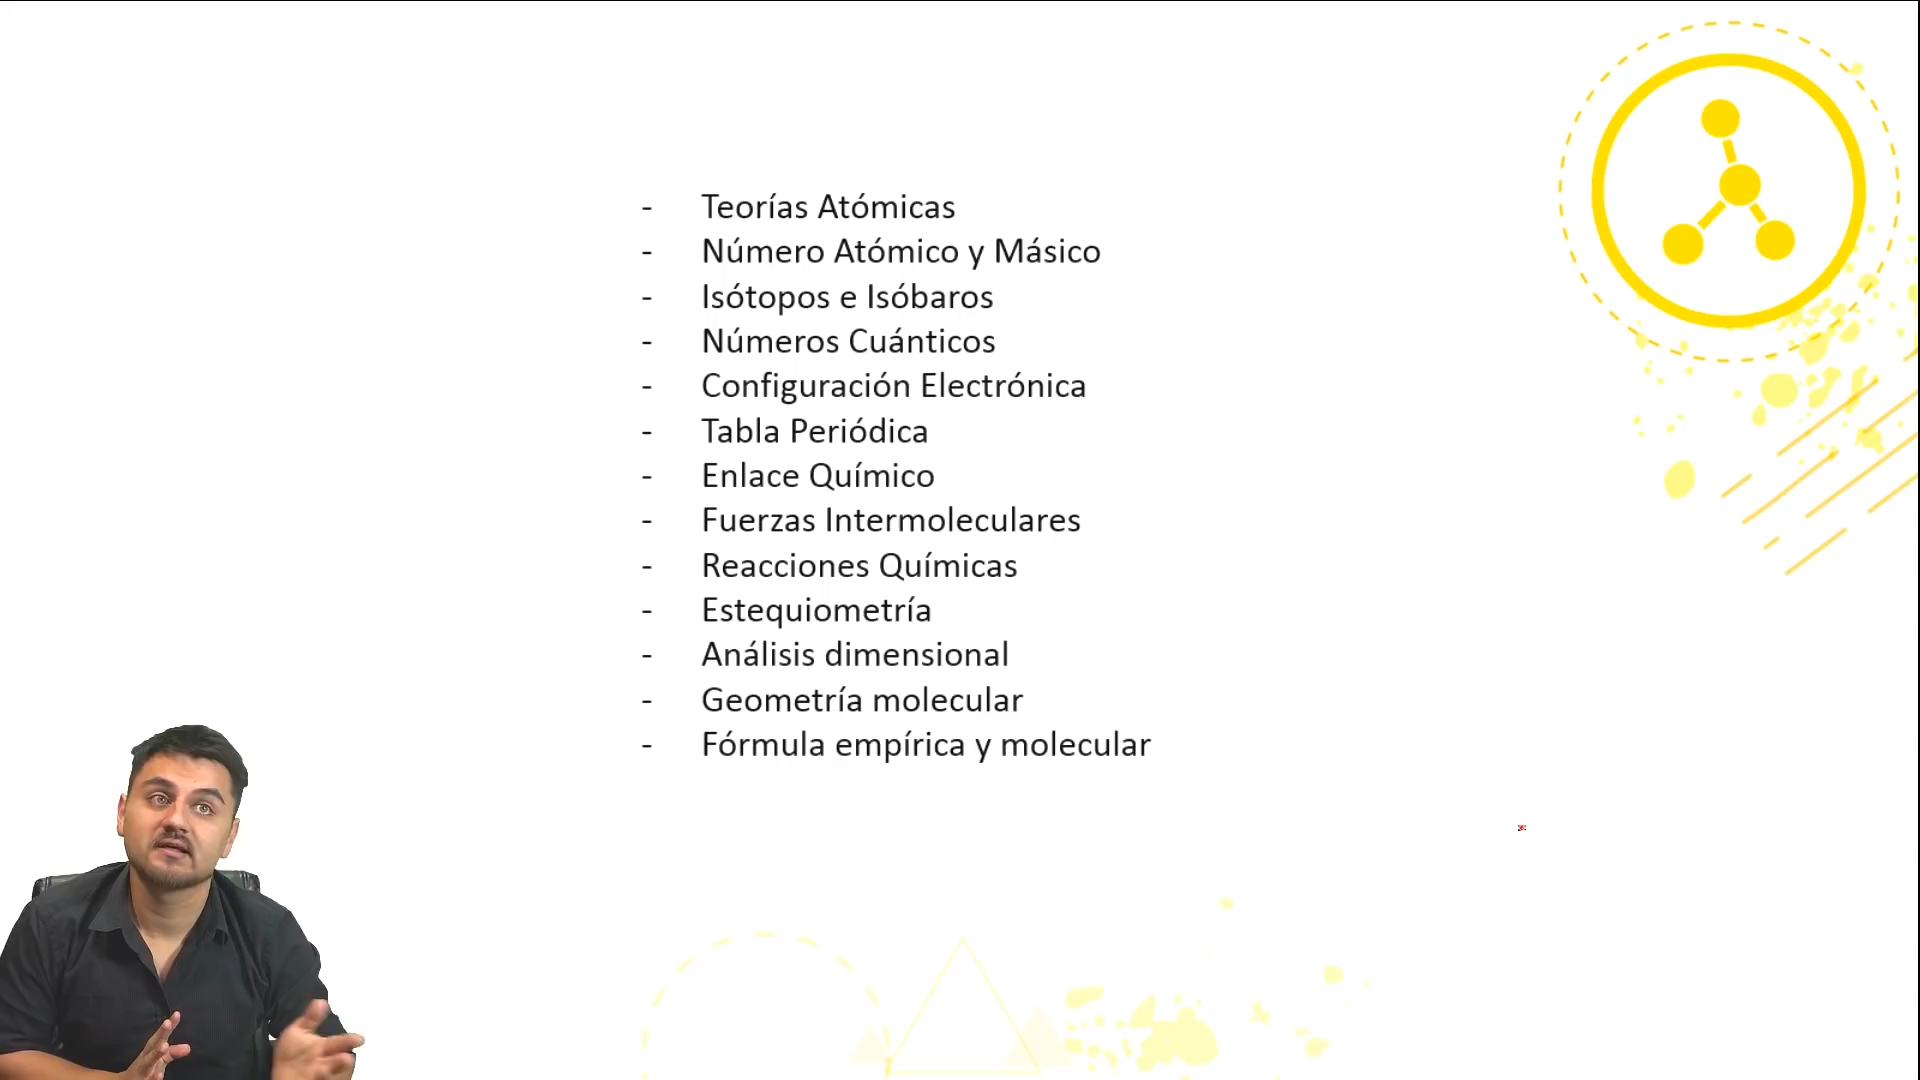 - Teorías Atómicas
- Número Atómico y Másico
- Isótopos e Isóbaros
- Números Cuánticos
- Configuración Electrónica
- Tabla Periódica
- Enlace Químico
- Fuerzas Intermoleculares
- Reacciones Químicas
- Estequiometría
- Análisis dimensional
- Geometría molecular
- Fórmula empírica y molecular